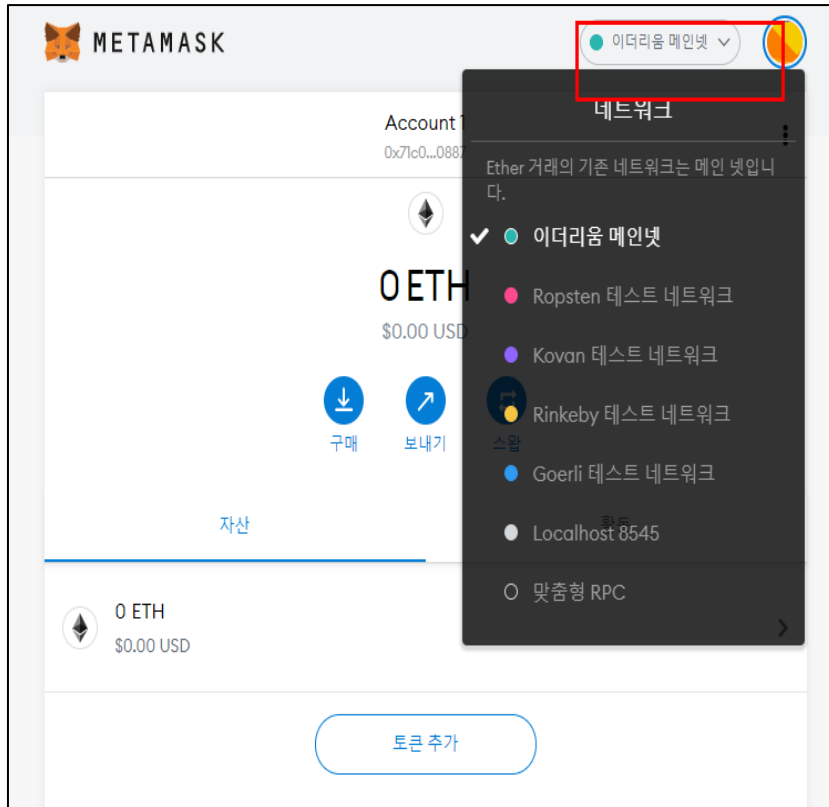 METAMASK
이더리움 메인넷
Account 1
0x71c0...0887
네트워크
Ether 거래의 기존 네트워크는 메인 넷입니
다.
이더리움 메인넷
0 ETH
Ropsten 테스트 네트워크
$0.00 USD
Kovan 테스트 네트워크
Rinkeby 테스트 네트워크
구매
보내기
스왑
Goerli 테스트 네트워크
자산
활동
Localhost 8545
맞춤형 RPC
0 ETH
$0.00 USD
토큰 추가